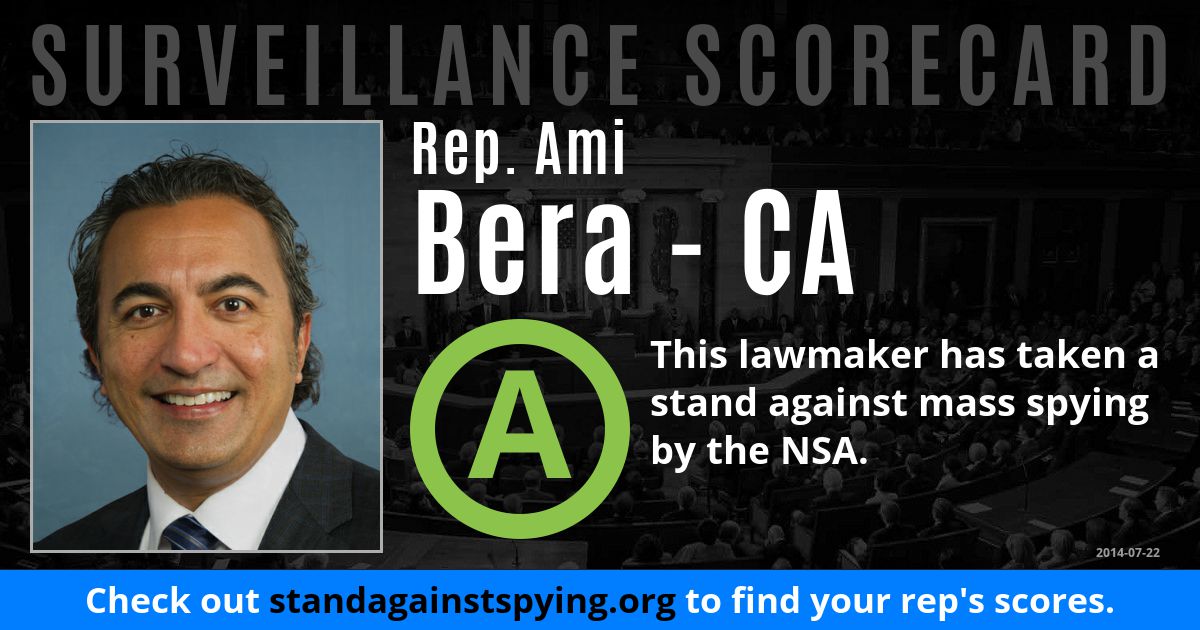 SURVEILLANCE SCORECARD
Rep. Ami
Bera - CA
A
This lawmaker has taken a
stand against mass spying
by the NSA.
2014-07-22
Check out standagainstspying.org to find your rep's scores.